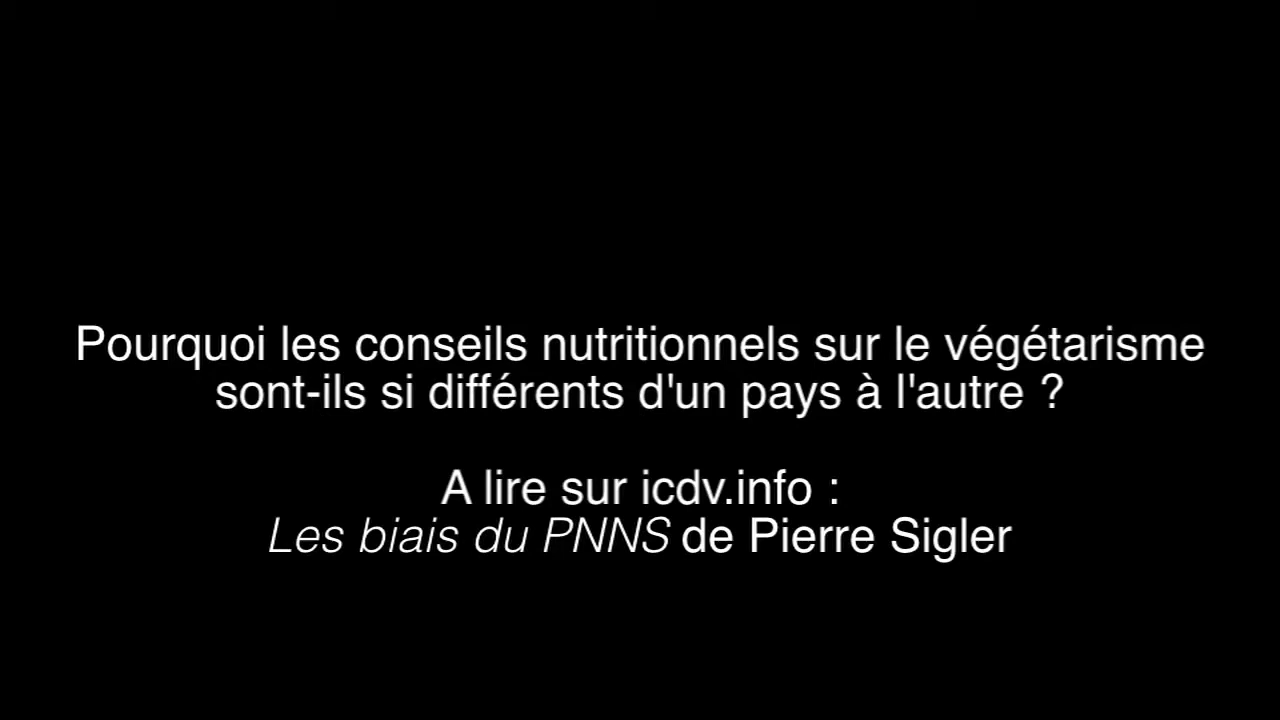 Pourquoi les conseils nutritionnels sur le végétarisme
sont-ils si différents d'un pays à l'autre ?
A lire sur icdv.info :
Les biais du PNNS de Pierre Sigler